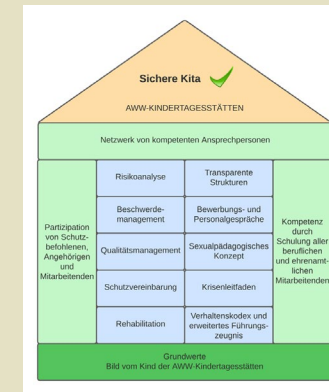 Sichere Kita
AWW-KINDERTAGESSTÄTTEN
Netzwerk von kompetenten Ansprechpersonen
Partizipation
von Schutz-
befohlenen,
Angehörigen
und
Mitarbeitenden
Risikoanalyse
Transparente
Strukturen
Beschwerde-
management
Bewerbungs- und
Personalgespräche
Qualitätsmanagement
Sexualpädagogisches
Konzept
Schutzvereinbarung
Krisenleitfaden
Rehabilitation
Verhaltenskodex und
erweitertes Führungs-
zeugnis
Kompetenz
durch
Schulung aller
beruflichen
und ehrenamt-
lichen
Mitarbeitenden
Grundwerte
Bild vom Kind der AWW-Kindertagesstätten